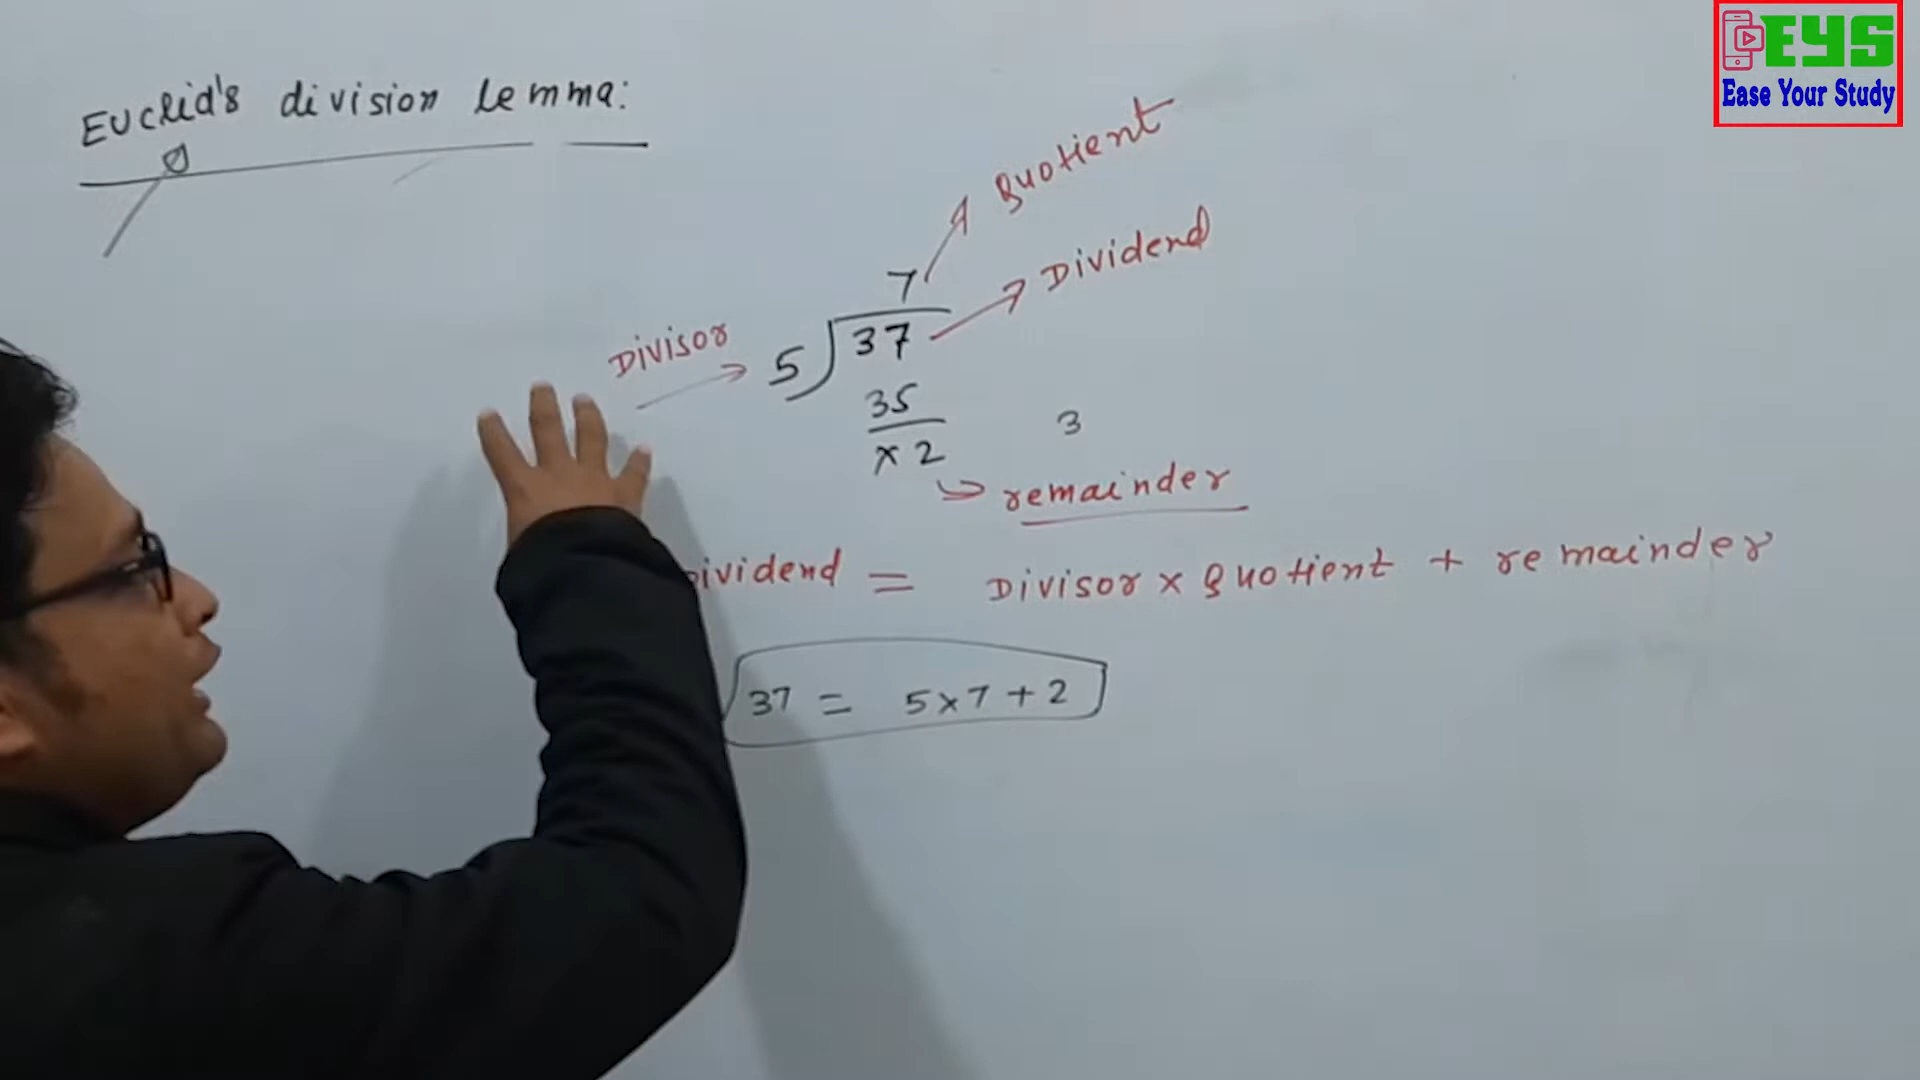 EYS
Ease Your Study
Euclid's division lemma:
Quotient
Dividend
7
Divisor
5 37
35
3
x 2
remainder
Dividend = Divisor x Quotient + remainder
37 = 5x7+2